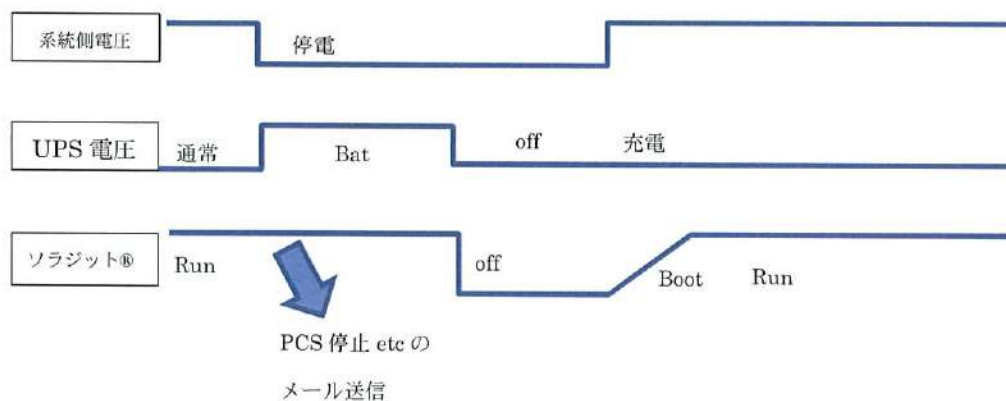 系統側電圧
停電
UPS 電圧
通常
Bat
off
充電
ソラジット®
Run
off
Boot
Run
PCS 停止 etc の
メール送信